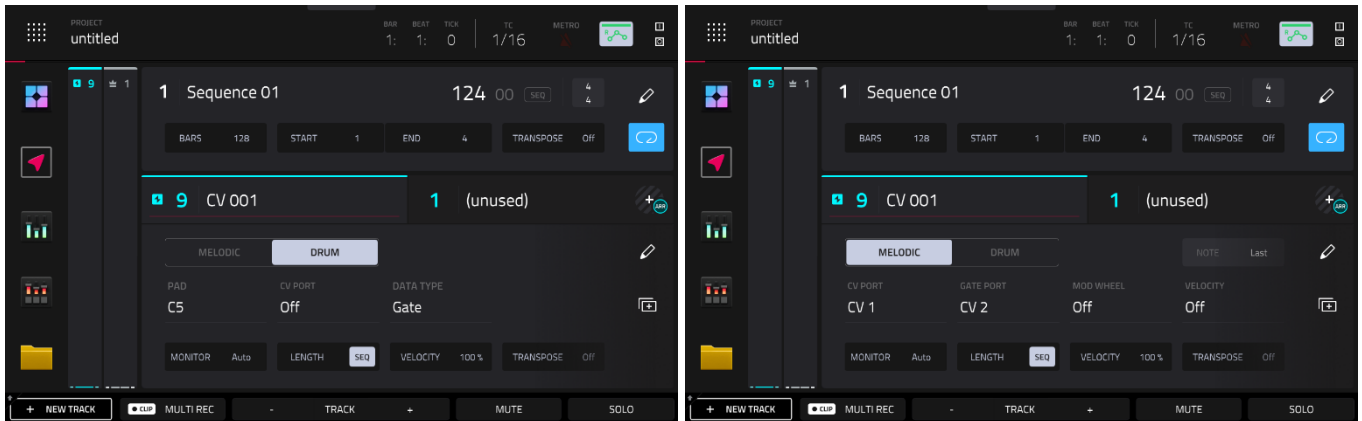 PROJECT BAR BEAT TICK TC METRO
untitled 1: 1: 0 1/16
9 1
1 Sequence 01 124 00 SEQ 4 4
BARS 128 START 1 END 4 TRANSPOSE Off
9 CV 001 1 (unused) ARR
MELODIC DRUM
PAD CV PORT DATA TYPE
C5 Off Gate
MONITOR Auto LENGTH SEQ VELOCITY 100 % TRANSPOSE Off
+ NEW TRACK CLIP MULTI REC - TRACK + MUTE SOLO
PROJECT BAR BEAT TICK TC METRO
untitled 1: 1: 0 1/16
9 1
1 Sequence 01 124 00 SEQ 4 4
BARS 128 START 1 END 4 TRANSPOSE Off
9 CV 001 1 (unused) ARR
MELODIC DRUM NOTE Last
CV PORT GATE PORT MOD WHEEL VELOCITY
CV 1 CV 2 Off Off
MONITOR Auto LENGTH SEQ VELOCITY 100 % TRANSPOSE Off
+ NEW TRACK CLIP MULTI REC - TRACK + MUTE SOLO